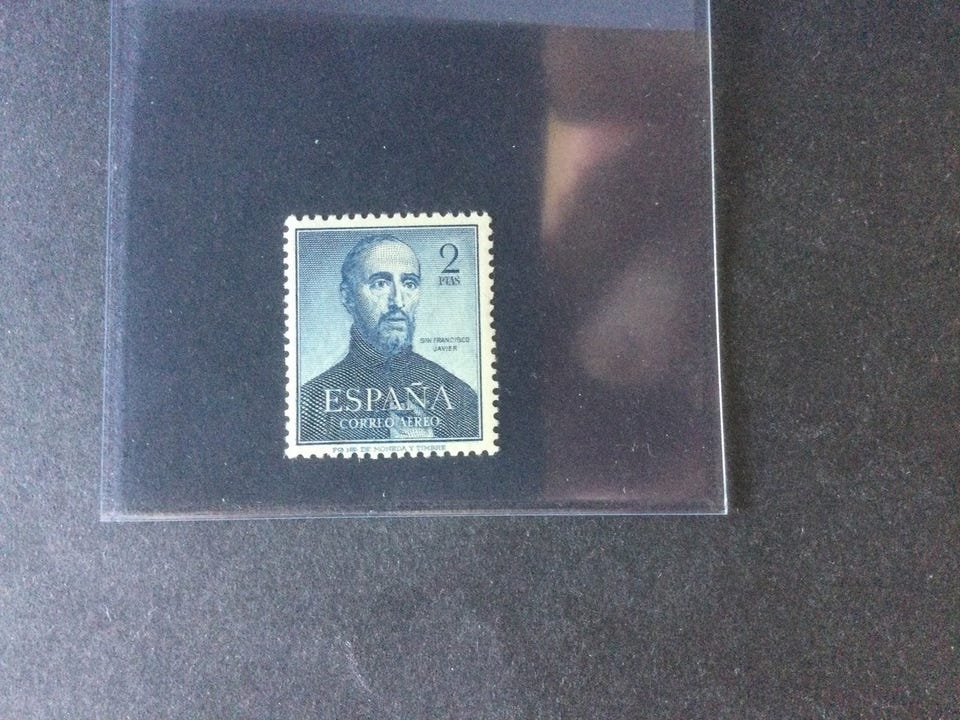 2
PTAS
SAN FRANCISCO
JAVIER
ESPAÑA
CORREO AEREO
DE MONEDA Y TIMBRE